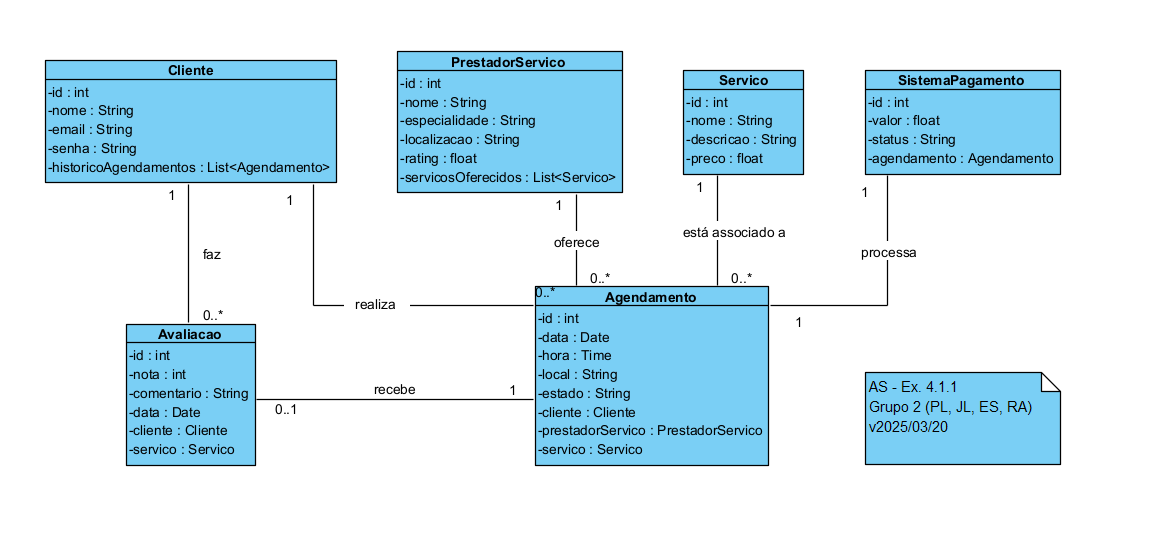 Cliente
-id : int
-nome : String
-email : String
-senha : String
-historicoAgendamentos : List<Agendamento>
PrestadorServico
-id : int
-nome : String
-especialidade : String
-localizacao : String
-rating : float
-servicosOferecidos : List<Servico>
Servico
-id : int
-nome : String
-descricao : String
-preco : float
SistemaPagamento
-id : int
-valor : float
-status : String
-agendamento : Agendamento
1
faz
0..*
1
realiza
0..*
1
oferece
0..*
1
está associado a
0..*
1
processa
1
Avaliacao
-id : int
-nota : int
-comentario : String
-data : Date
-cliente : Cliente
-servico : Servico
0..1
recebe
1
Agendamento
-id : int
-data : Date
-hora : Time
-local : String
-estado : String
-cliente : Cliente
-prestadorServico : PrestadorServico
-servico : Servico
AS - Ex. 4.1.1
Grupo 2 (PL, JL, ES, RA)
v2025/03/20